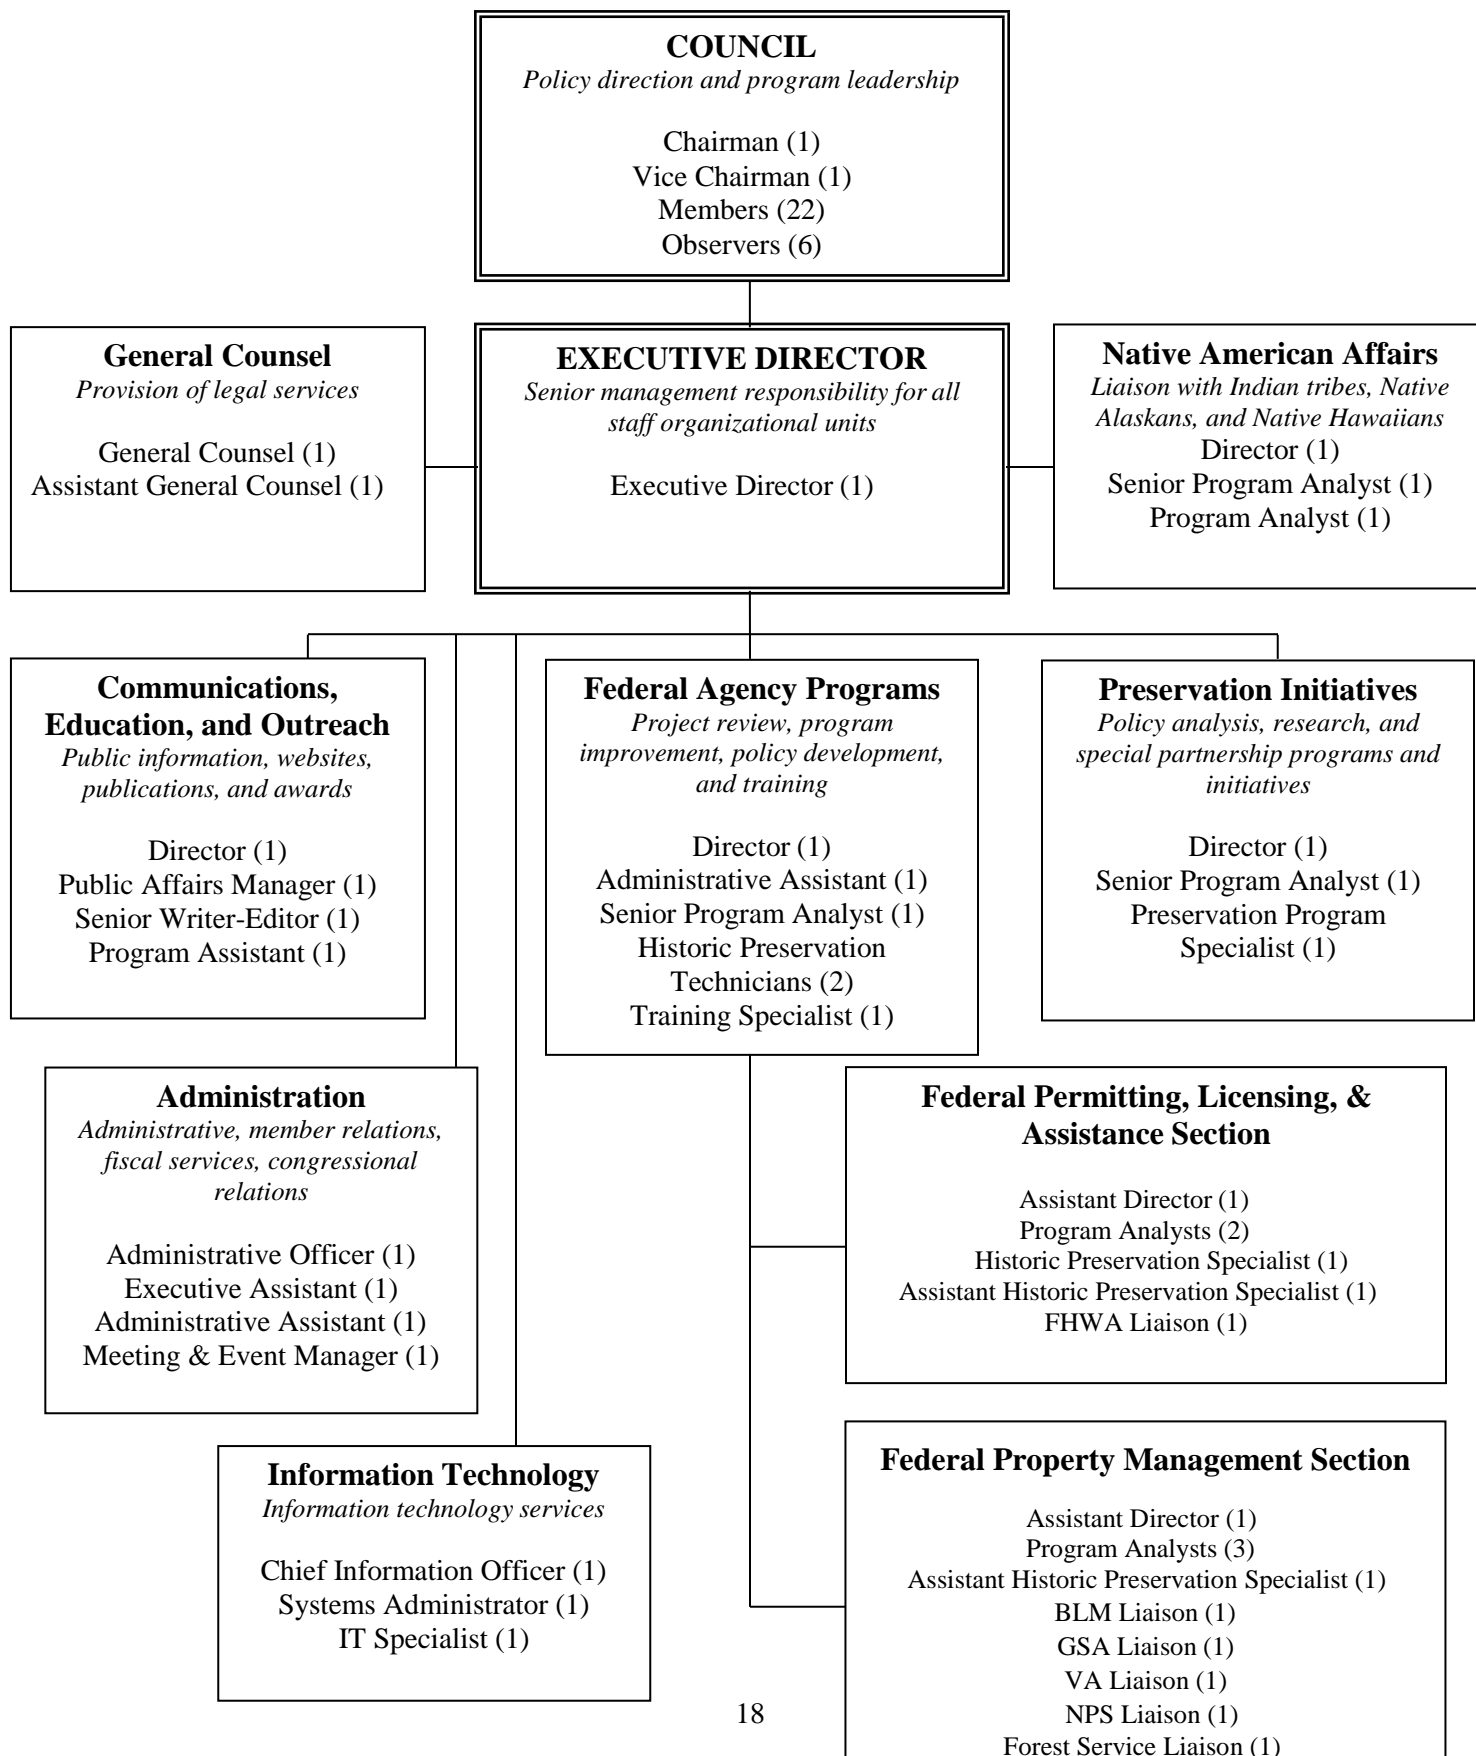 COUNCIL
Policy direction and program leadership
Chairman (1)
Vice Chairman (1)
Members (22)
Observers (6)
General Counsel
Provision of legal services
General Counsel (1)
Assistant General Counsel (1)
EXECUTIVE DIRECTOR
Senior management responsibility for all
staff organizational units
Executive Director (1)
Native American Affairs
Liaison with Indian tribes, Native
Alaskans, and Native Hawaiians
Director (1)
Senior Program Analyst (1)
Program Analyst (1)
Communications,
Education, and Outreach
Public information, websites,
publications, and awards
Director (1)
Public Affairs Manager (1)
Senior Writer-Editor (1)
Program Assistant (1)
Federal Agency Programs
Project review, program
improvement, policy development,
and training
Director (1)
Administrative Assistant (1)
Senior Program Analyst (1)
Historic Preservation
Technicians (2)
Training Specialist (1)
Preservation Initiatives
Policy analysis, research, and
special partnership programs and
initiatives
Director (1)
Senior Program Analyst (1)
Preservation Program
Specialist (1)
Administration
Administrative, member relations,
fiscal services, congressional
relations
Administrative Officer (1)
Executive Assistant (1)
Administrative Assistant (1)
Meeting & Event Manager (1)
Federal Permitting, Licensing, &
Assistance Section
Assistant Director (1)
Program Analysts (2)
Historic Preservation Specialist (1)
Assistant Historic Preservation Specialist (1)
FHWA Liaison (1)
Information Technology
Information technology services
Chief Information Officer (1)
Systems Administrator (1)
IT Specialist (1)
Federal Property Management Section
Assistant Director (1)
Program Analysts (3)
Assistant Historic Preservation Specialist (1)
BLM Liaison (1)
GSA Liaison (1)
VA Liaison (1)
NPS Liaison (1)
Forest Service Liaison (1)
18